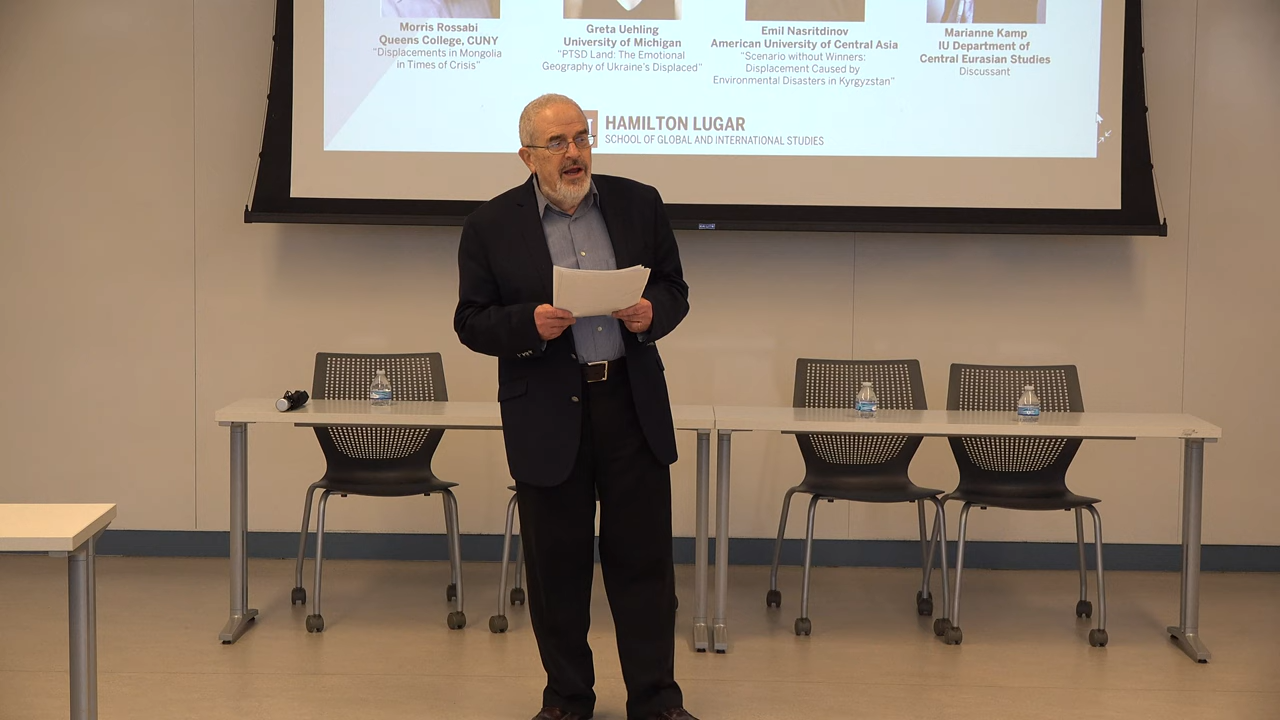 Morris Rossabi
Queens College, CUNY
“Displacements in Mongolia
in Times of Crisis”
Greta Uehling
University of Michigan
“PTSD Land: The Emotional
Geography of Ukraine’s Displaced”
Emil Nasritdinov
American University of Central Asia
“Scenario without Winners:
Displacement Caused by
Environmental Disasters in Kyrgyzstan”
Marianne Kamp
IU Department of
Central Eurasian Studies
Discussant
HAMILTON LUGAR
SCHOOL OF GLOBAL AND INTERNATIONAL STUDIES